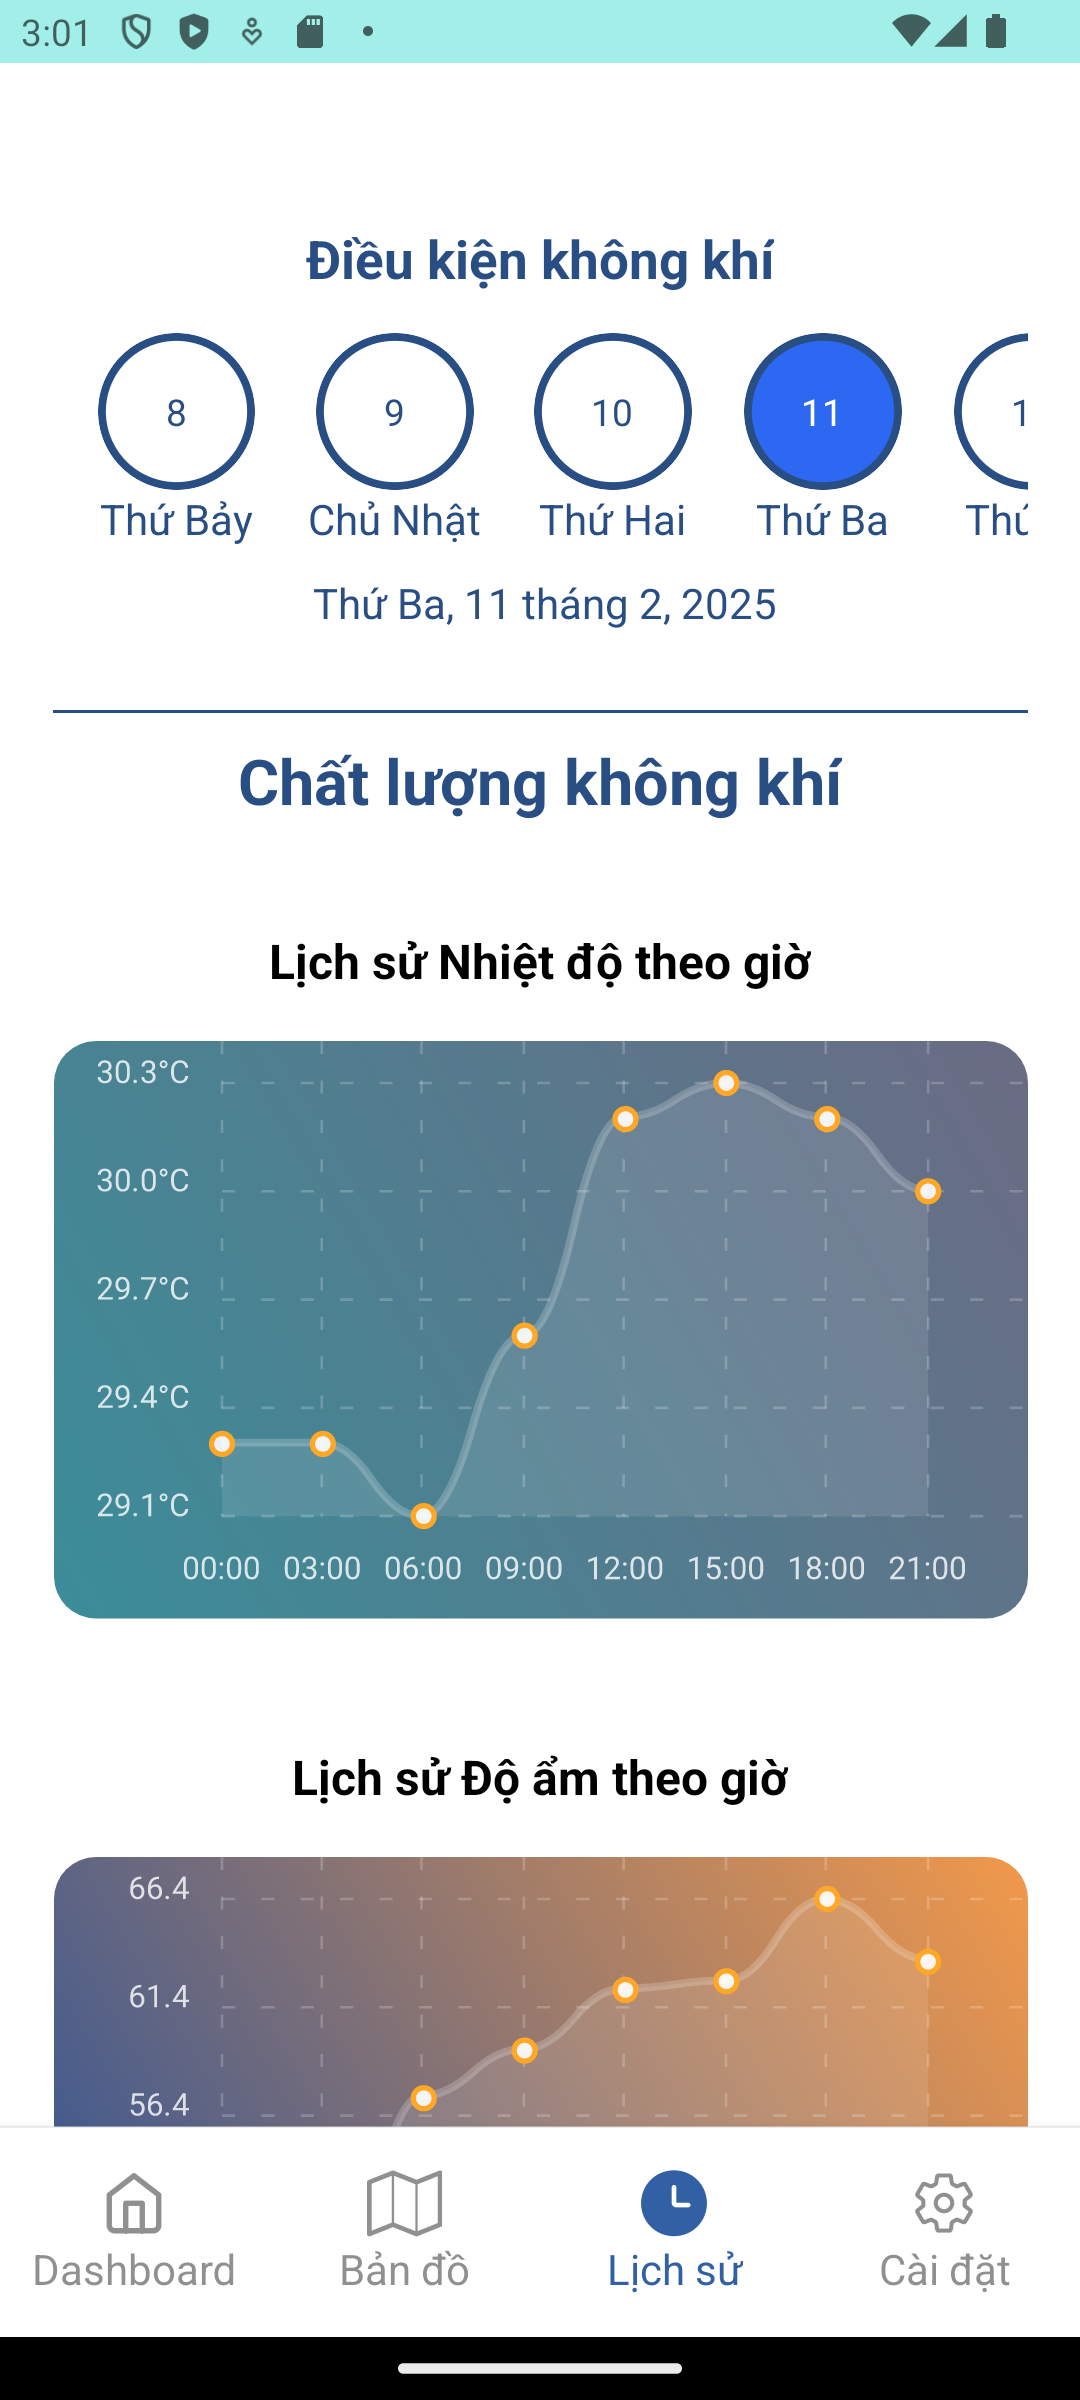 3:01
Điều kiện không khí
8 9 10 11 1
Thứ Bảy Chủ Nhật Thứ Hai Thứ Ba Thứ
Thứ Ba, 11 tháng 2, 2025
Chất lượng không khí
Lịch sử Nhiệt độ theo giờ
30.3°C
30.0°C
29.7°C
29.4°C
29.1°C
00:00 03:00 06:00 09:00 12:00 15:00 18:00 21:00
Lịch sử Độ ẩm theo giờ
66.4
61.4
56.4
Dashboard Bản đồ Lịch sử Cài đặt